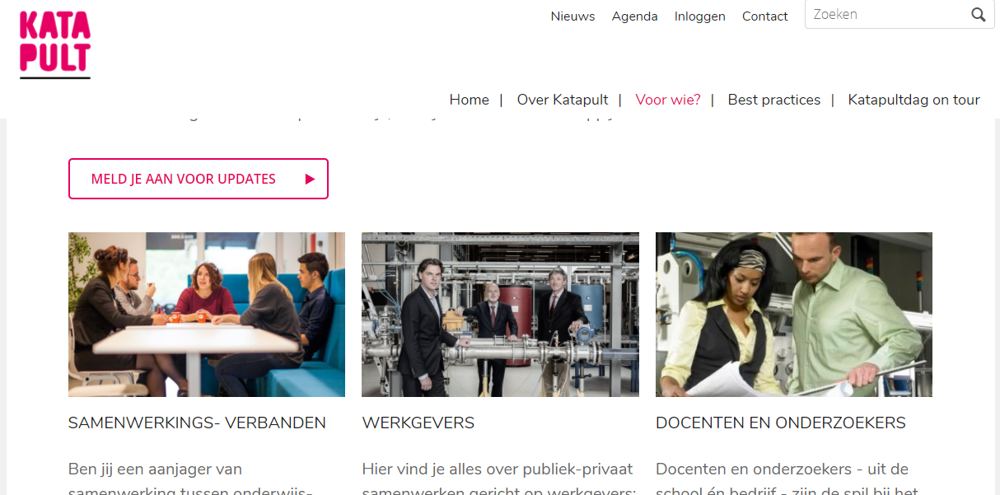 KATA
PULT
Nieuws Agenda Inloggen Contact Zoeken
Home | Over Katapult | Voor wie? | Best practices | Katapultdag on tour
MELD JE AAN VOOR UPDATES
SAMENWERKINGS- VERBANDEN WERKGEVERS DOCENTEN EN ONDERZOEKERS
Ben jij een aanjager van Hier vind je alles over publiek-privaat Docenten en onderzoekers - uit de
samenwerking tussen onderwijs- samenwerken gericht op werkgevers: school én bedrijf - zijn de spil bij het